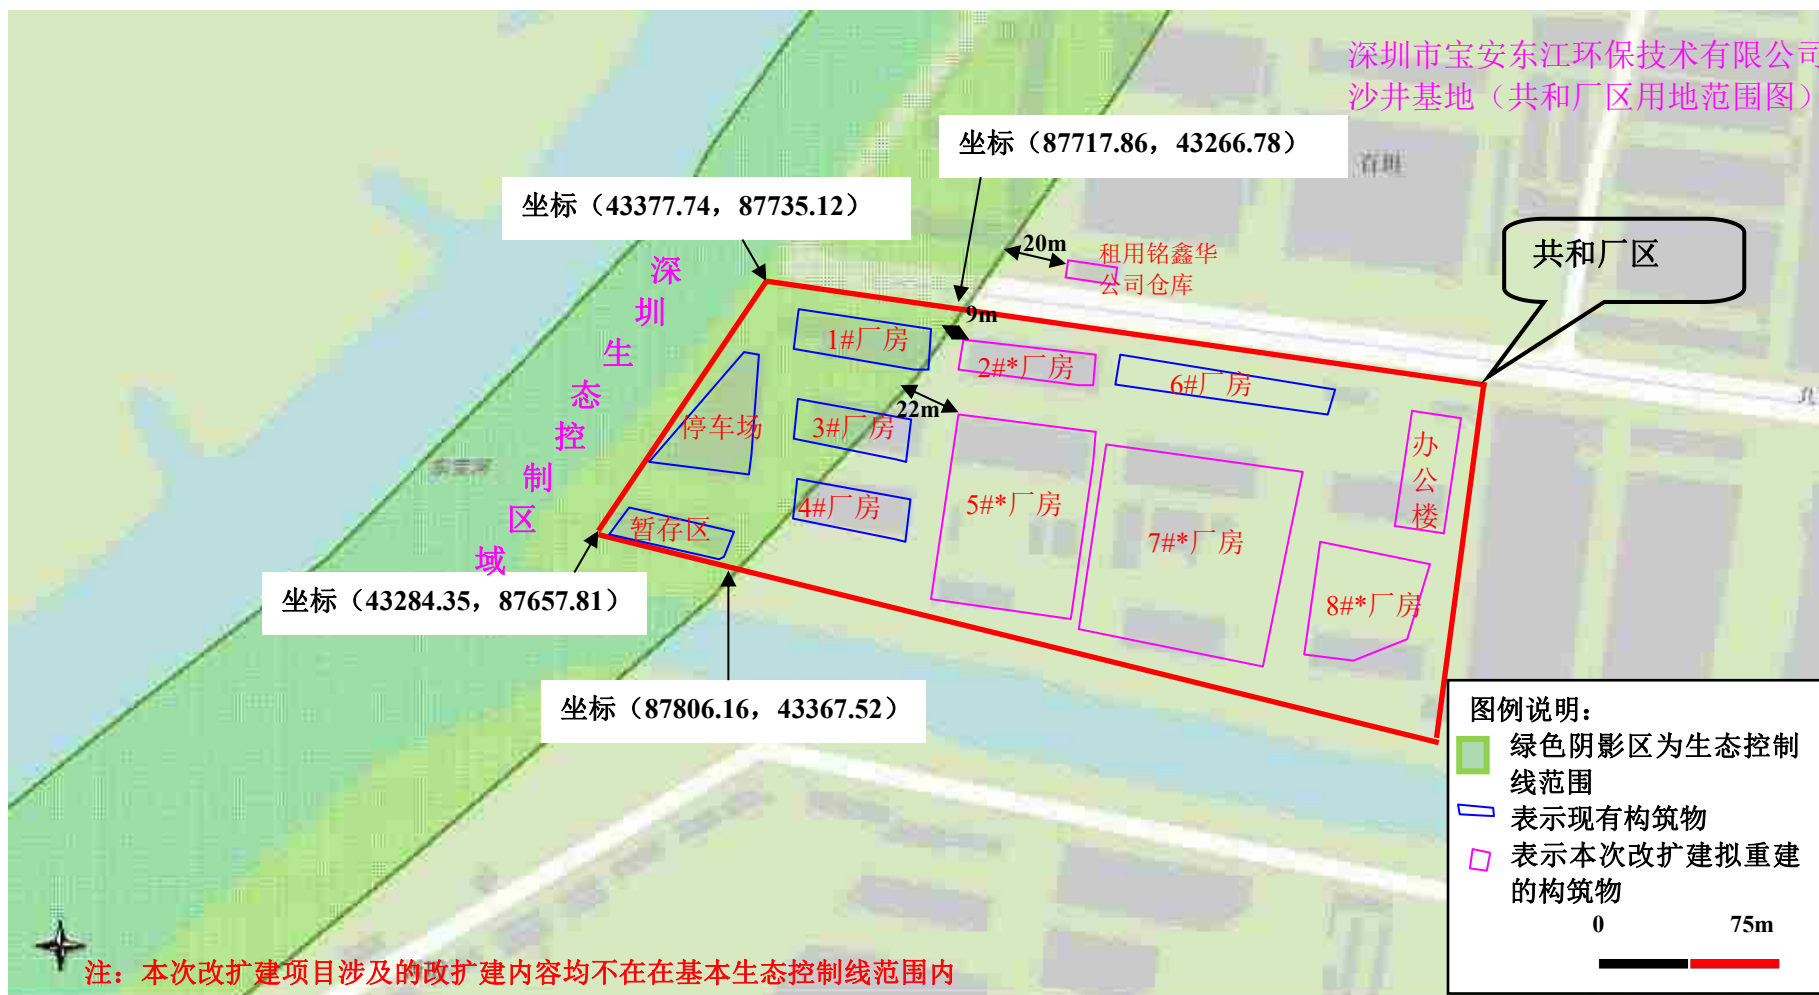 深圳市宝安东江环保技术有限公司
沙井基地（共和厂区用地范围图）
坐标（87717.86，43266.78）
百坦
坐标（43377.74，87735.12）
共和厂区
20m
租用铭鑫华
公司仓库
深
圳
生
态
控
制
区
域
9m
1#厂房
2#*厂房
6#厂房
22m
停车场
3#厂房
办
公
楼
4#厂房
5#*厂房
暂存区
7#*厂房
8#*厂房
坐标（43284.35，87657.81）
坐标（87806.16，43367.52）
图例说明：
绿色阴影区为生态控制
线范围
表示现有构筑物
表示本次改扩建拟重建
的构筑物
0 75m
注：本次改扩建项目涉及的改扩建内容均不在在基本生态控制线范围内